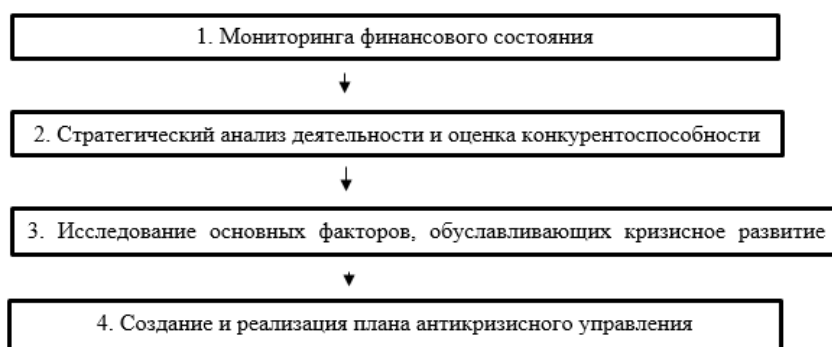 1. Мониторинга финансового состояния
2. Стратегический анализ деятельности и оценка конкурентоспособности
3. Исследование основных факторов, обуславливающих кризисное развитие
4. Создание и реализация плана антикризисного управления